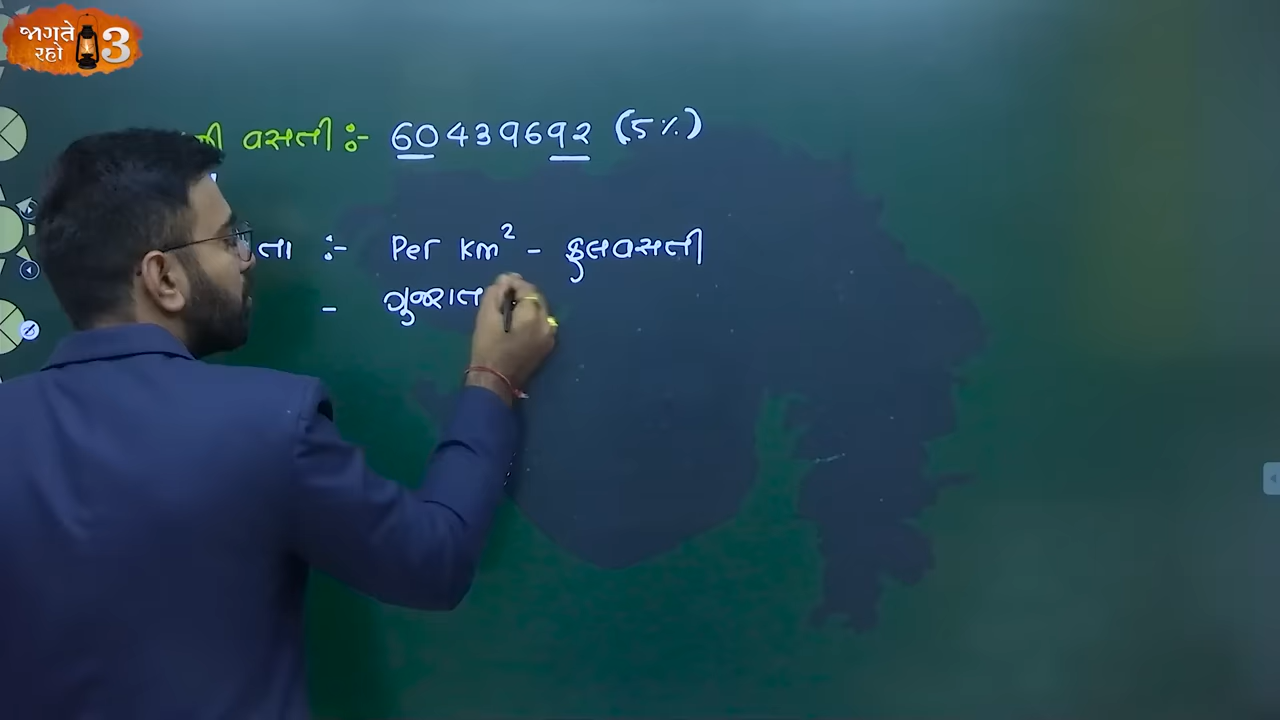 જાગતે
રહો 3
વસતી :- 60439692 (5%)
:- Per km² - કુલવસતી
- ગુજરાત